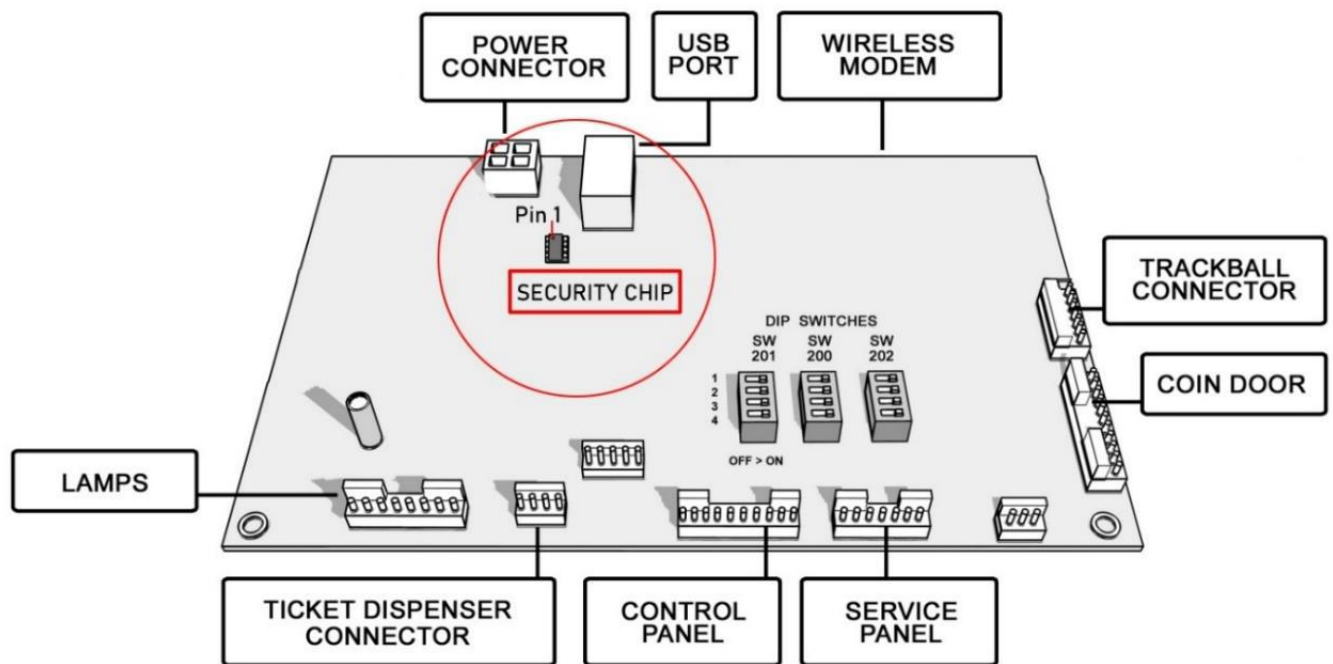 POWER
CONNECTOR
USB
PORT
WIRELESS
MODEM
Pin 1
SECURITY CHIP
TRACKBALL
CONNECTOR
DIP SWITCHES
SW
201
SW
200
SW
202
1
2
3
4
OFF > ON
COIN DOOR
LAMPS
TICKET DISPENSER
CONNECTOR
CONTROL
PANEL
SERVICE
PANEL